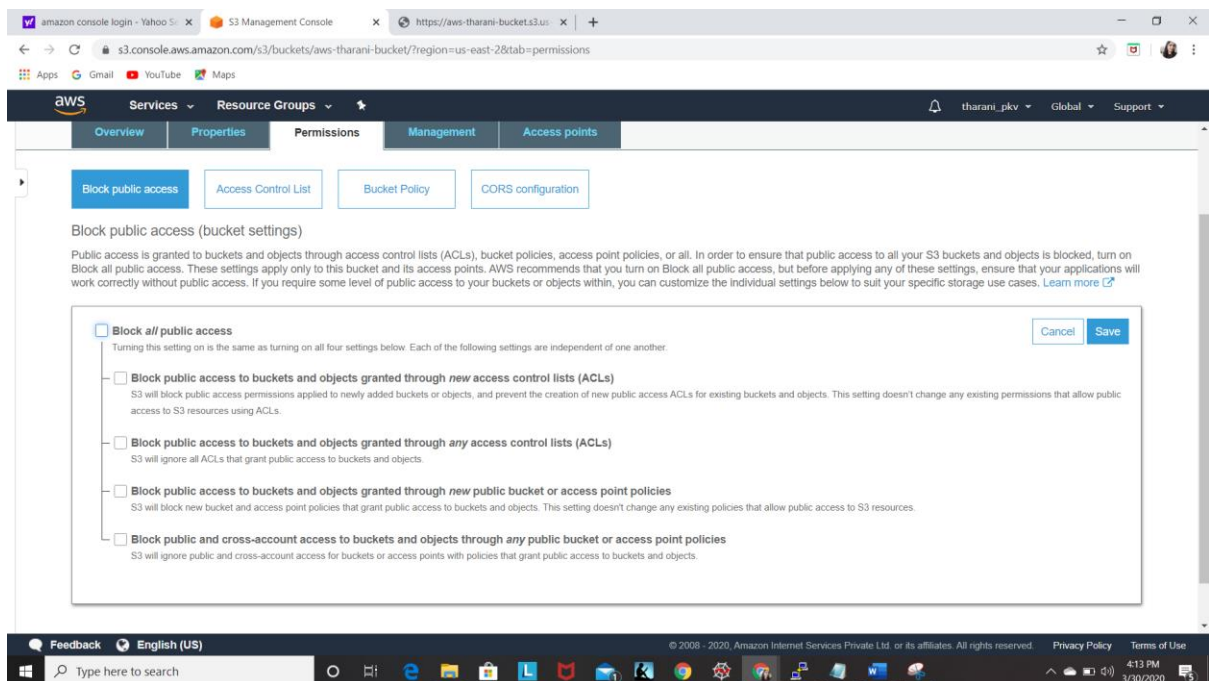 amazon console login - Yahoo Se
S3 Management Console
https://aws-tharani-bucket.s3.us
s3.console.aws.amazon.com/s3/buckets/aws-tharani-bucket/?region=us-east-2&tab=permissions
Apps Gmail YouTube Maps
aws Services Resource Groups tharani_pkv Global Support
Overview Properties Permissions Management Access points
Block public access Access Control List Bucket Policy CORS configuration
Block public access (bucket settings)
Public access is granted to buckets and objects through access control lists (ACLs), bucket policies, access point policies, or all. In order to ensure that public access to all your S3 buckets and objects is blocked, turn on
Block all public access. These settings apply only to this bucket and its access points. AWS recommends that you turn on Block all public access, but before applying any of these settings, ensure that your applications will
work correctly without public access. If you require some level of public access to your buckets or objects within, you can customize the individual settings below to suit your specific storage use cases. Learn more
Block all public access
Cancel Save
Turning this setting on is the same as turning on all four settings below. Each of the following settings are independent of one another.
Block public access to buckets and objects granted through new access control lists (ACLs)
S3 will block public access permissions applied to newly added buckets or objects, and prevent the creation of new public access ACLs for existing buckets and objects. This setting doesn't change any existing permissions that allow public
access to S3 resources using ACLs.
Block public access to buckets and objects granted through any access control lists (ACLs)
S3 will ignore all ACLs that grant public access to buckets and objects.
Block public access to buckets and objects granted through new public bucket or access point policies
S3 will block new bucket and access point policies that grant public access to buckets and objects. This setting doesn't change any existing policies that allow public access to S3 resources.
Block public and cross-account access to buckets and objects through any public bucket or access point policies
S3 will ignore public and cross-account access for buckets or access points with policies that grant public access to buckets and objects.
Feedback English (US) © 2008 - 2020, Amazon Internet Services Private Ltd. or its affiliates. All rights reserved. Privacy Policy Terms of Use
Type here to search
4:13 PM
3/30/2020